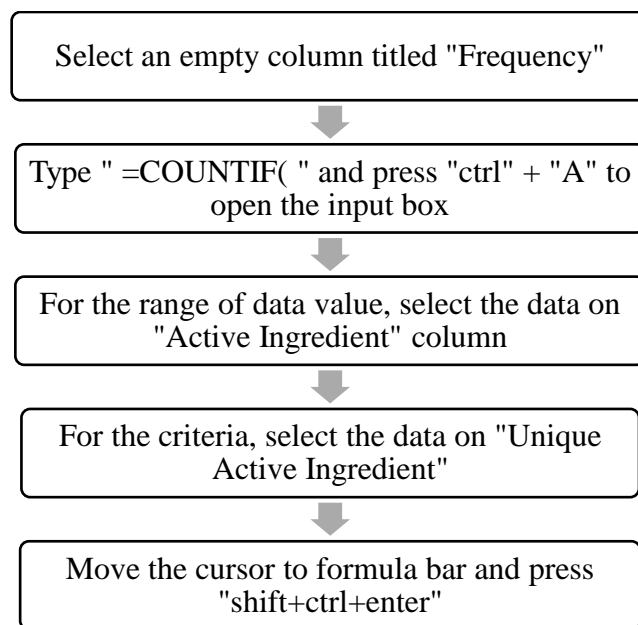 Select an empty column titled "Frequency"
Type " =COUNTIF( " and press "ctrl" + "A" to
open the input box
For the range of data value, select the data on
"Active Ingredient" column
For the criteria, select the data on "Unique
Active Ingredient"
Move the cursor to formula bar and press
"shift+ctrl+enter"